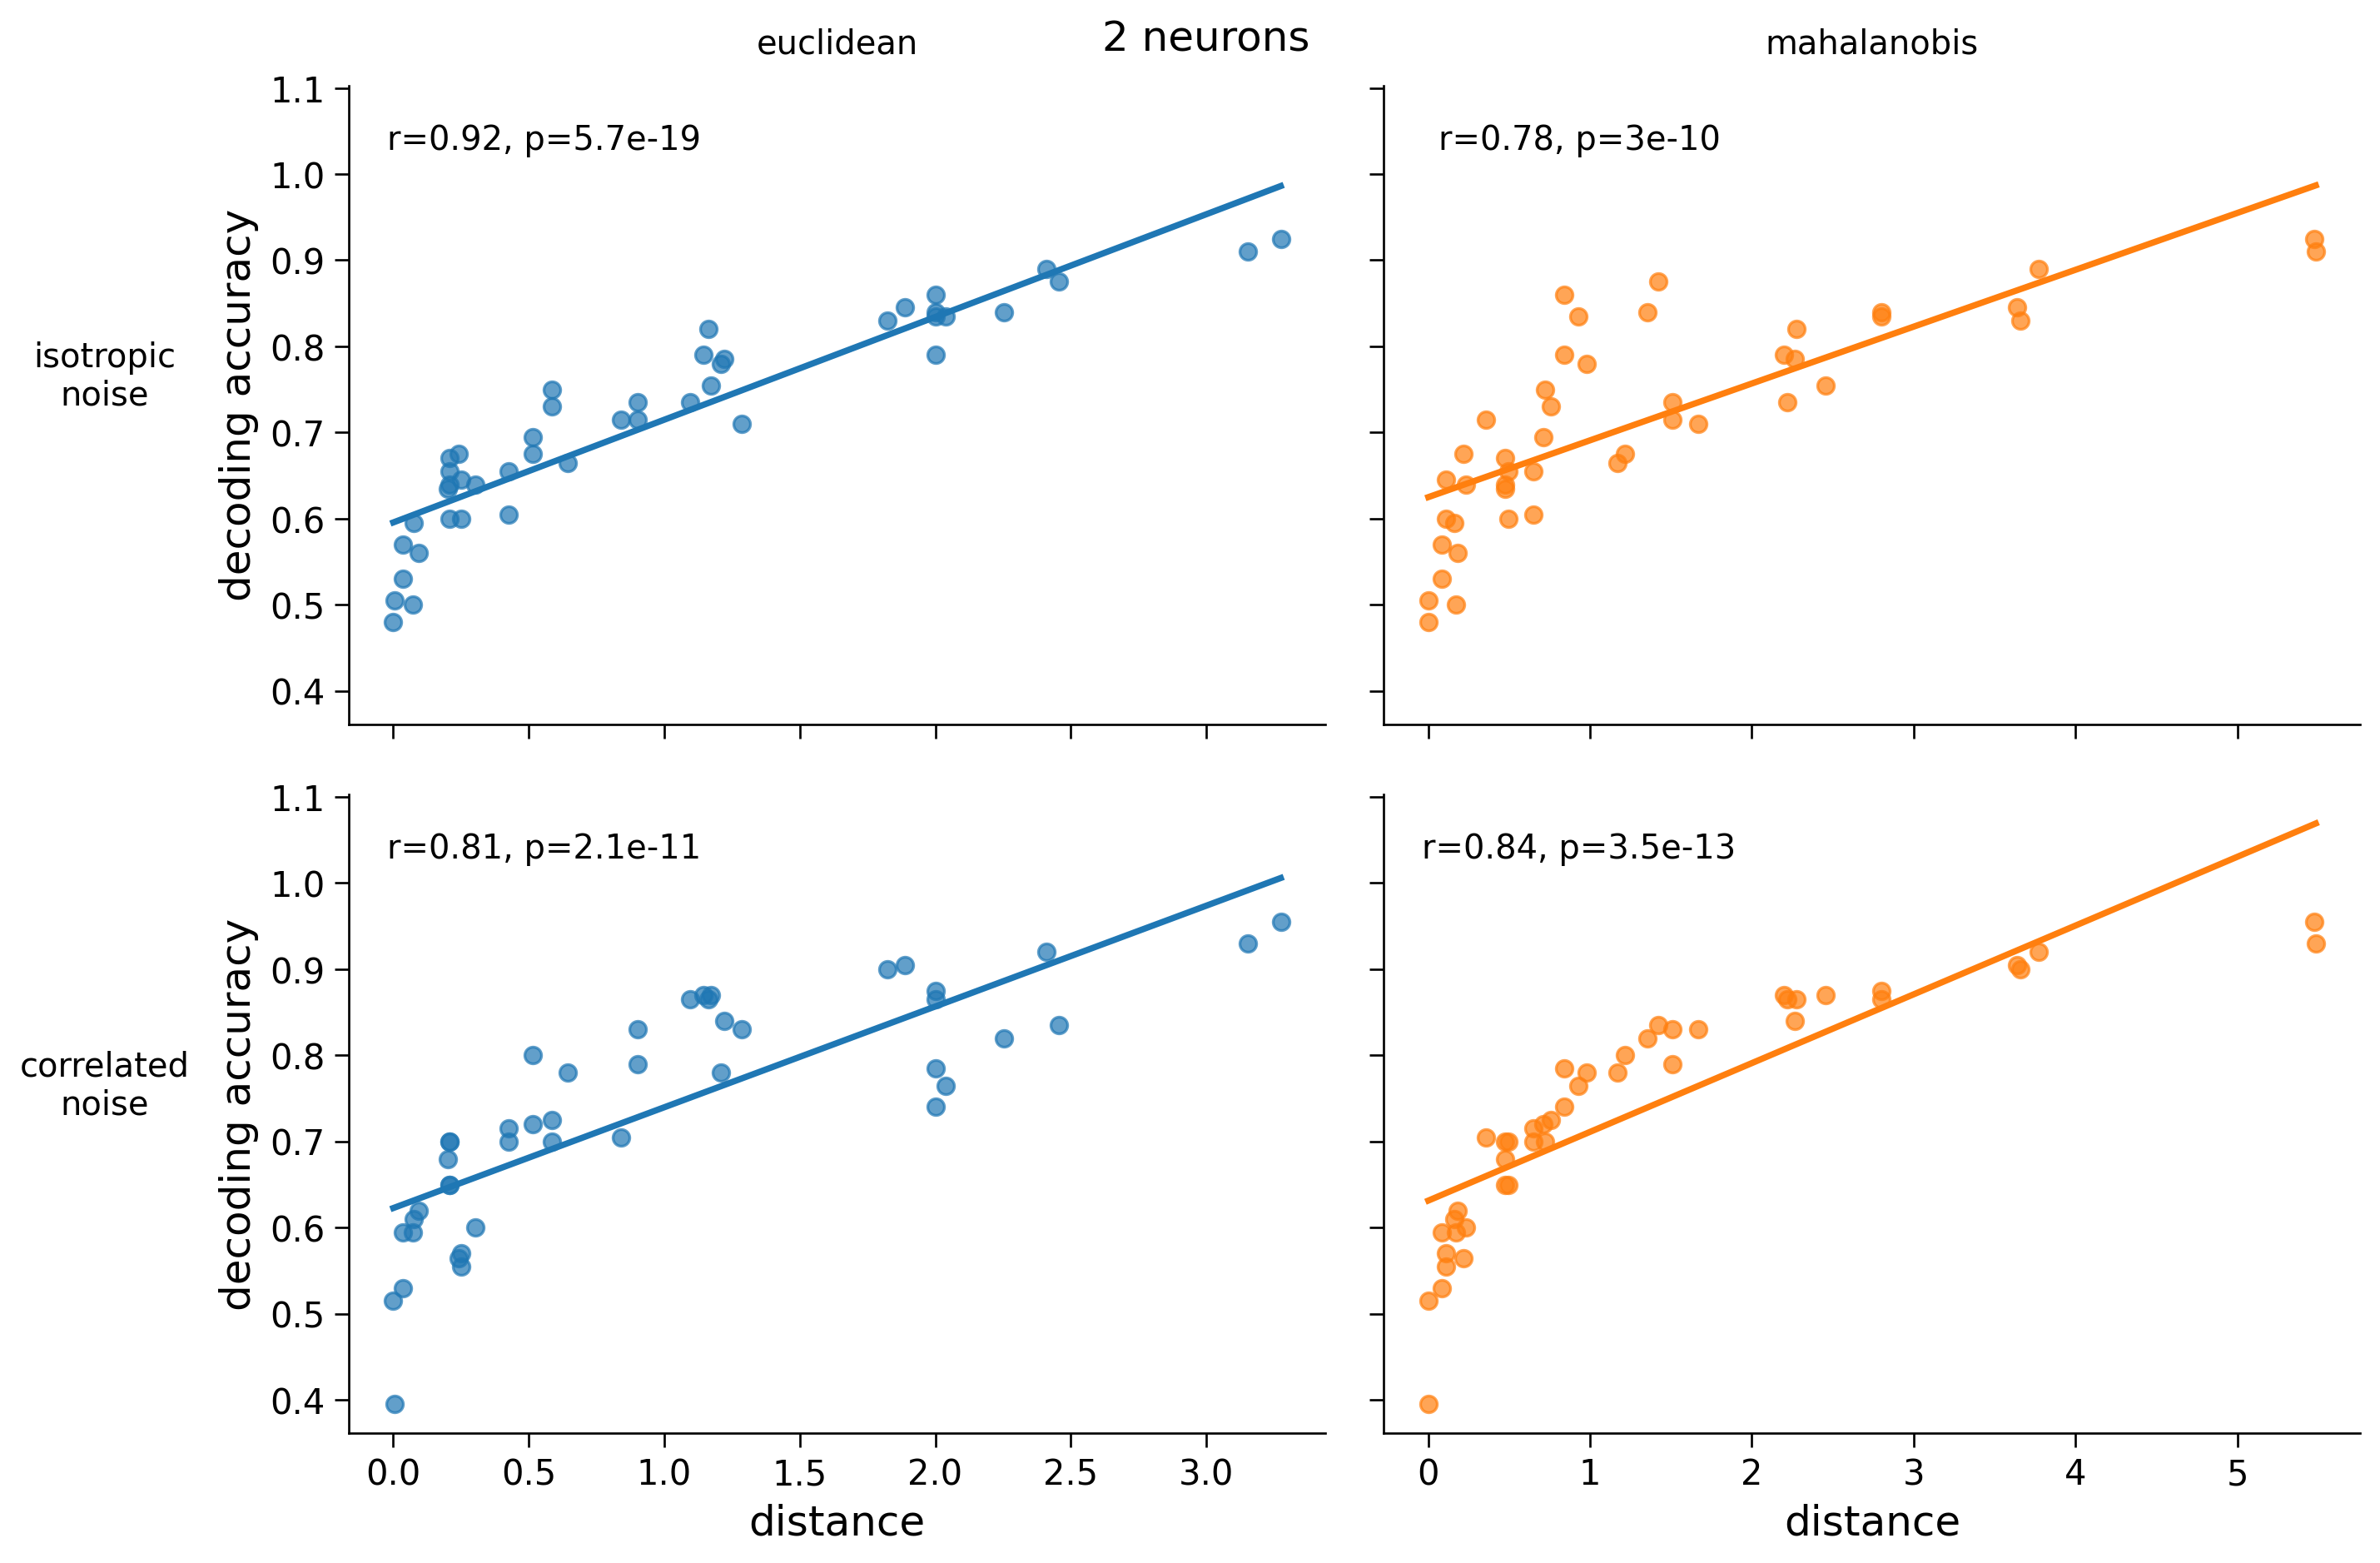 2 neurons
euclidean
mahalanobis
isotropic
noise
decoding accuracy
1.1
1.0
0.9
0.8
0.7
0.6
0.5
0.4
r=0.92, p=5.7e-19
r=0.78, p=3e-10
correlated
noise
decoding accuracy
1.1
1.0
0.9
0.8
0.7
0.6
0.5
0.4
r=0.81, p=2.1e-11
r=0.84, p=3.5e-13
0.0 0.5 1.0 1.5 2.0 2.5 3.0
distance
0 1 2 3 4 5
distance